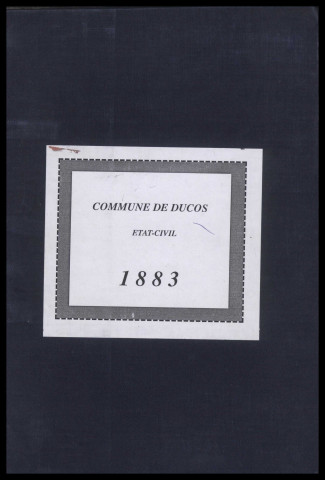 COMMUNE DE DUCOS
ETAT-CIVIL
1883